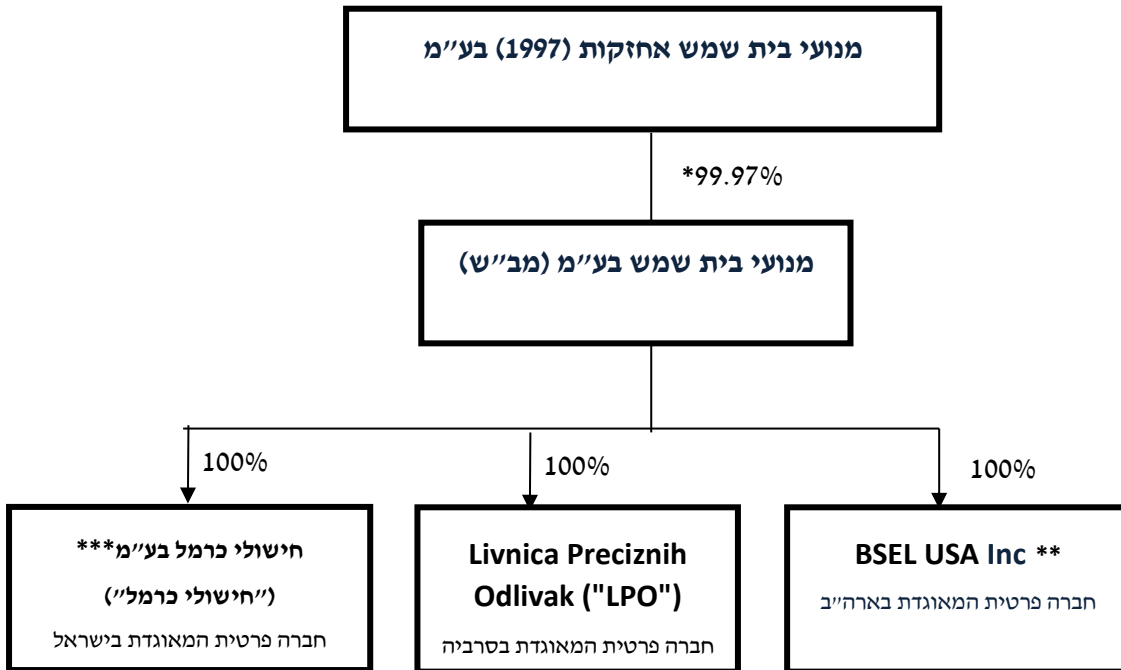 מנועי בית שמש אחזקות (1997) בע״מ
*99.97%
מנועי בית שמש בע״מ (מב״ש)
100%
100%
100%
חישולי כרמל בע״מ***
(״חישולי כרמל״)
חברה פרטית המאוגדת בישראל
Livnica Preciznih
Odlivak ("LPO")
חברה פרטית המאוגדת בסרביה
BSEL USA Inc **
חברה פרטית המאוגדת בארה״ב